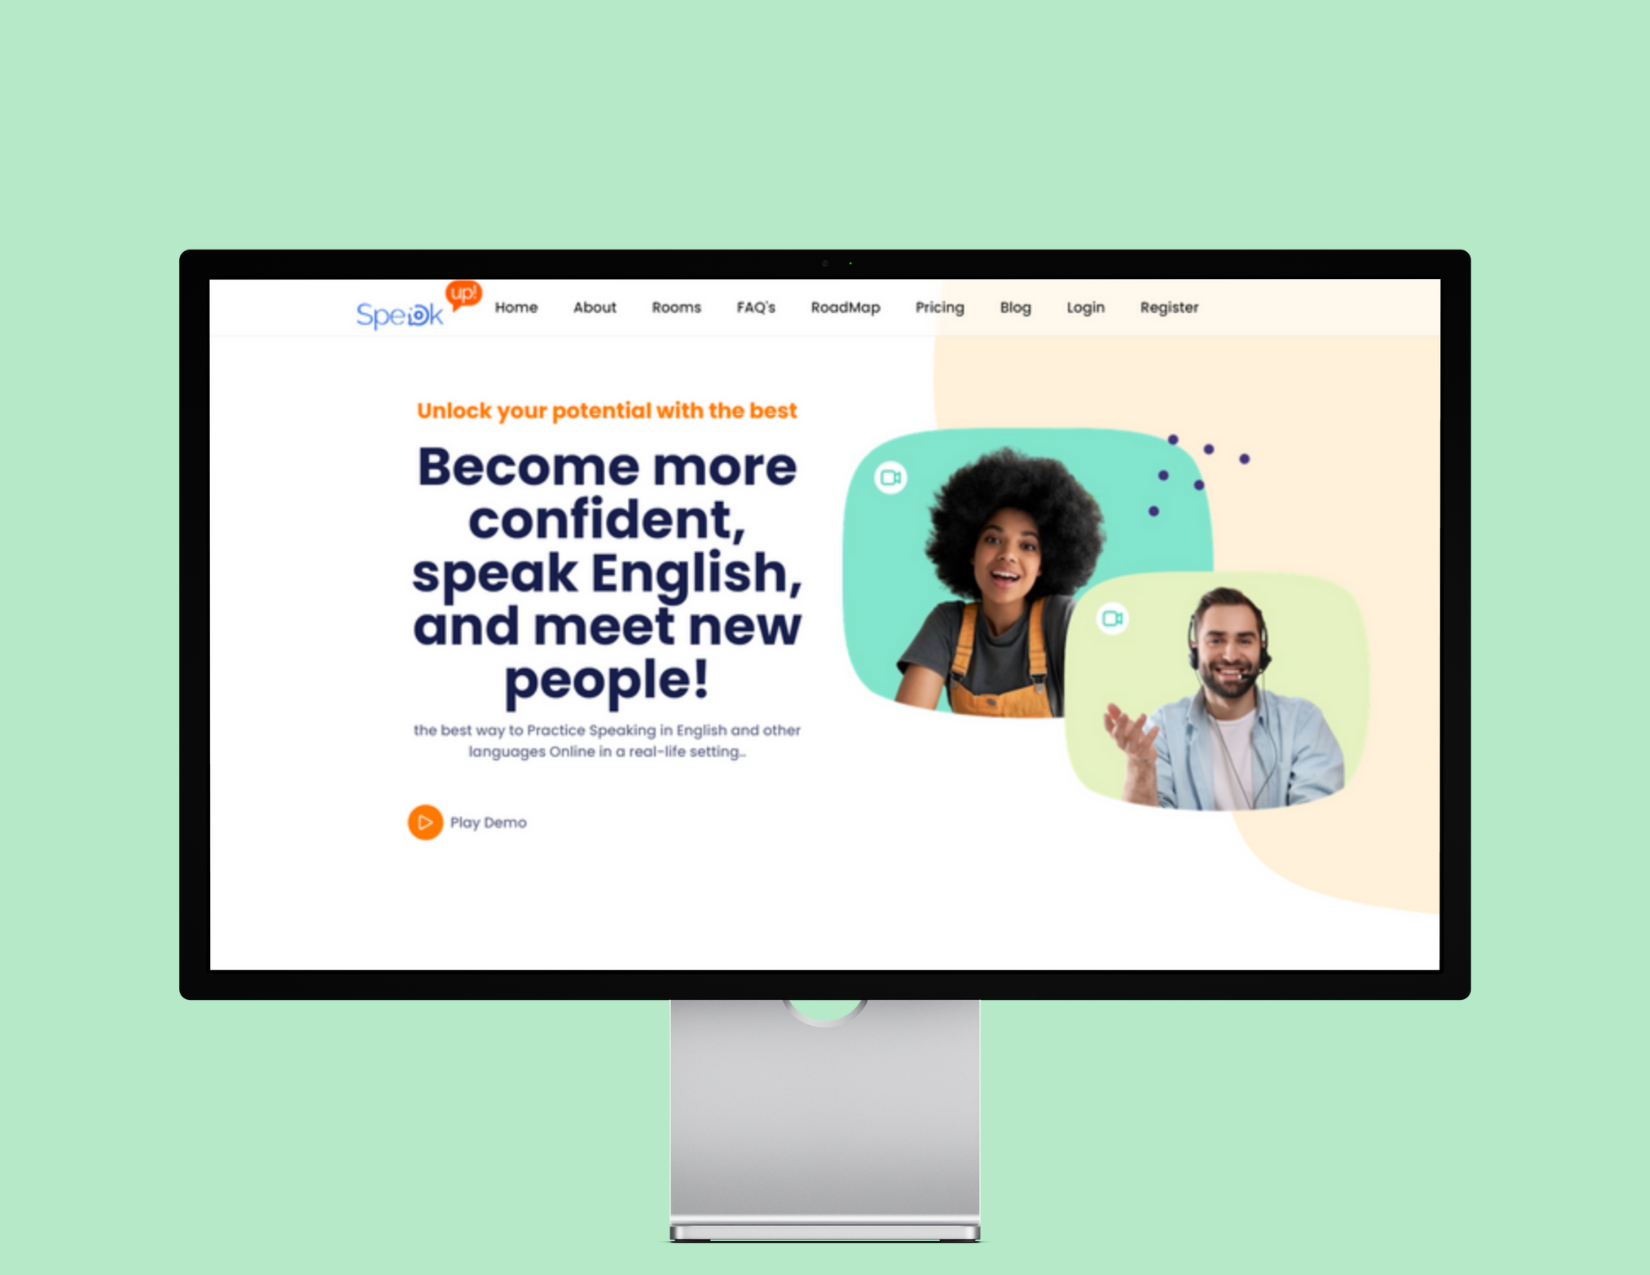 Speak up!
Home About Rooms FAQ's RoadMap Pricing Blog Login Register
Unlock your potential with the best
Become more
confident,
speak English,
and meet new
people!
the best way to Practice Speaking in English and other
languages Online in a real-life setting..
Play Demo